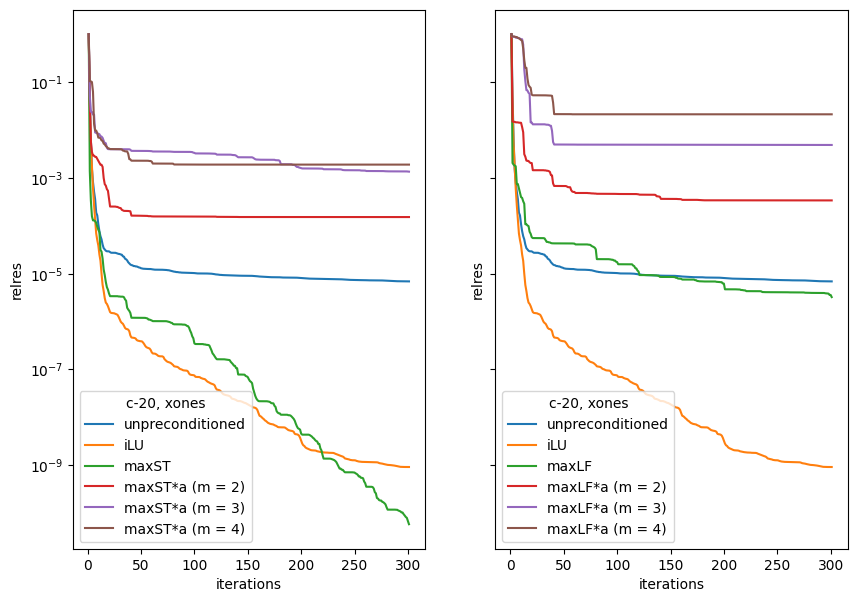 10⁻¹
10⁻³
10⁻⁵
10⁻⁷
10⁻⁹
relres
0 50 100 150 200 250 300
iterations
c-20, xones
unpreconditioned
iLU
maxST
maxST*a (m = 2)
maxST*a (m = 3)
maxST*a (m = 4)
relres
0 50 100 150 200 250 300
iterations
c-20, xones
unpreconditioned
iLU
maxLF
maxLF*a (m = 2)
maxLF*a (m = 3)
maxLF*a (m = 4)